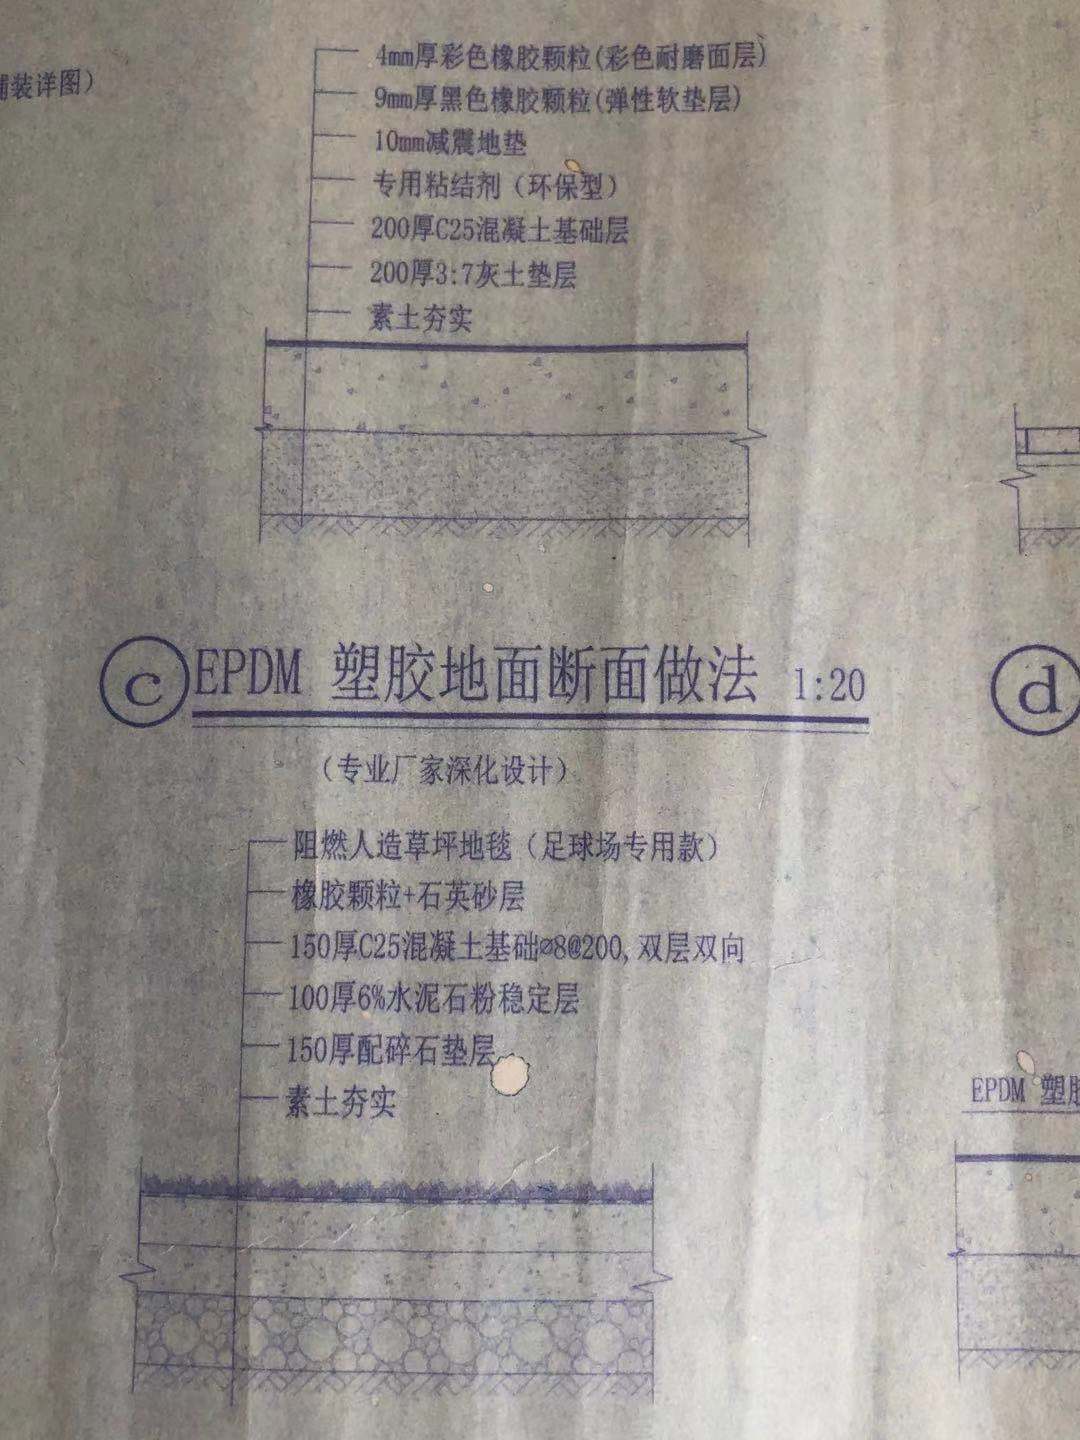 铺装详图)
4mm厚彩色橡胶颗粒(彩色耐磨面层)
9mm厚黑色橡胶颗粒(弹性软垫层)
10mm减震地垫
专用粘结剂（环保型）
200厚C25混凝土基础层
200厚3:7灰土垫层
素土夯实
c EPDM 塑胶地面断面做法 1:20
d
（专业厂家深化设计）
阻燃人造草坪地毯（足球场专用款）
橡胶颗粒+石英砂层
150厚C25混凝土基础⌀8@200,双层双向
100厚6%水泥石粉稳定层
150厚配碎石垫层
素土夯实
EPDM 塑胶